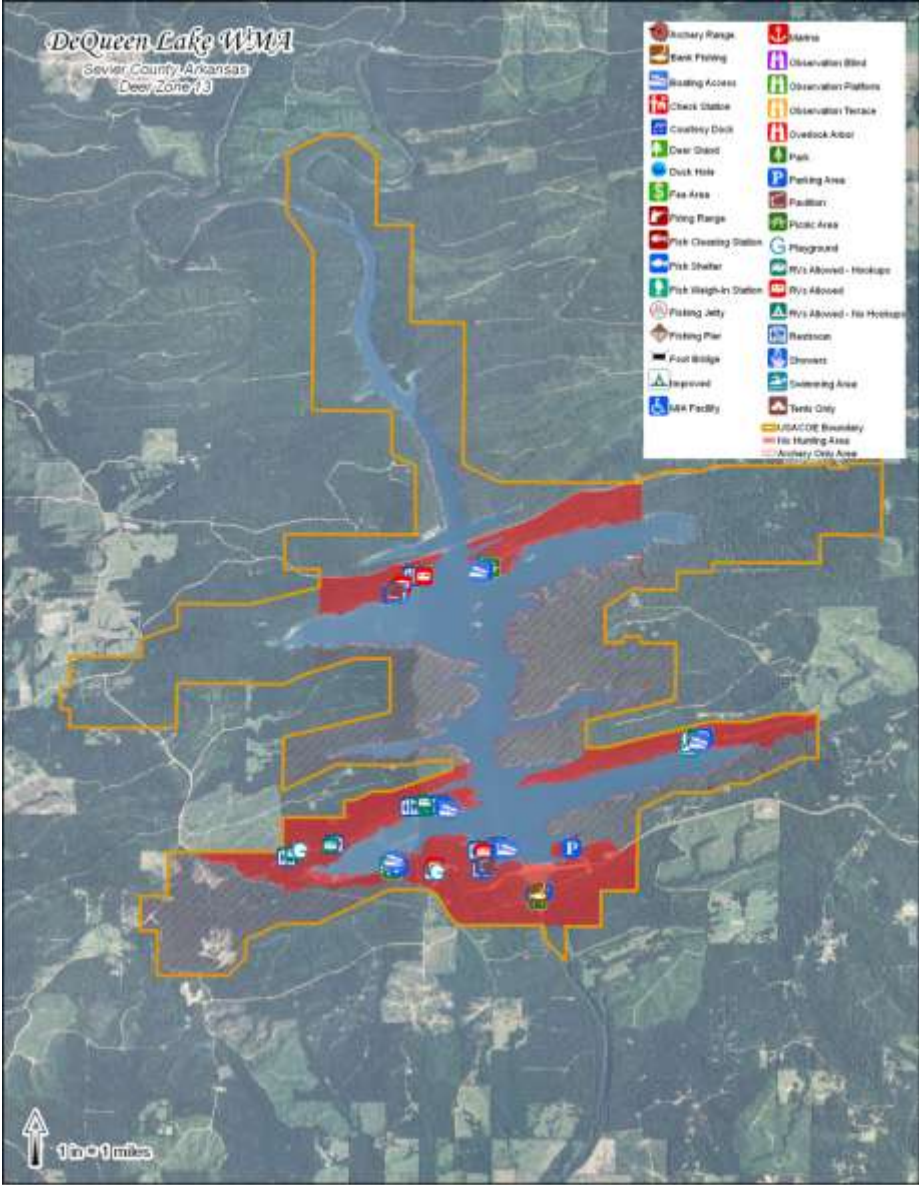 DeQueen Lake WMA
Sevier County, Arkansas
Deer Zone 13
Archery Range
Bank Fishing
Boating Access
Check Station
Courtesy Dock
Deer Stand
Duck Hole
Fee Area
Firing Range
Fish Cleaning Station
Fish Shelter
Fish Weigh-In Station
Fishing Jetty
Fishing Pier
Foot Bridge
Improved
Facility
Marina
Observation Blind
Observation Platform
Observation Terrace
Overlook Arbor
Park
P Parking Area
Pavilion
Picnic Area
Playground
RVs Allowed - Hookups
RVs Allowed
RVs Allowed - No Hookups
Restroom
Showers
Swimming Area
Tents Only
USACOE Boundary
No Hunting Area
Archery Only Area
P
1 in = 1 miles